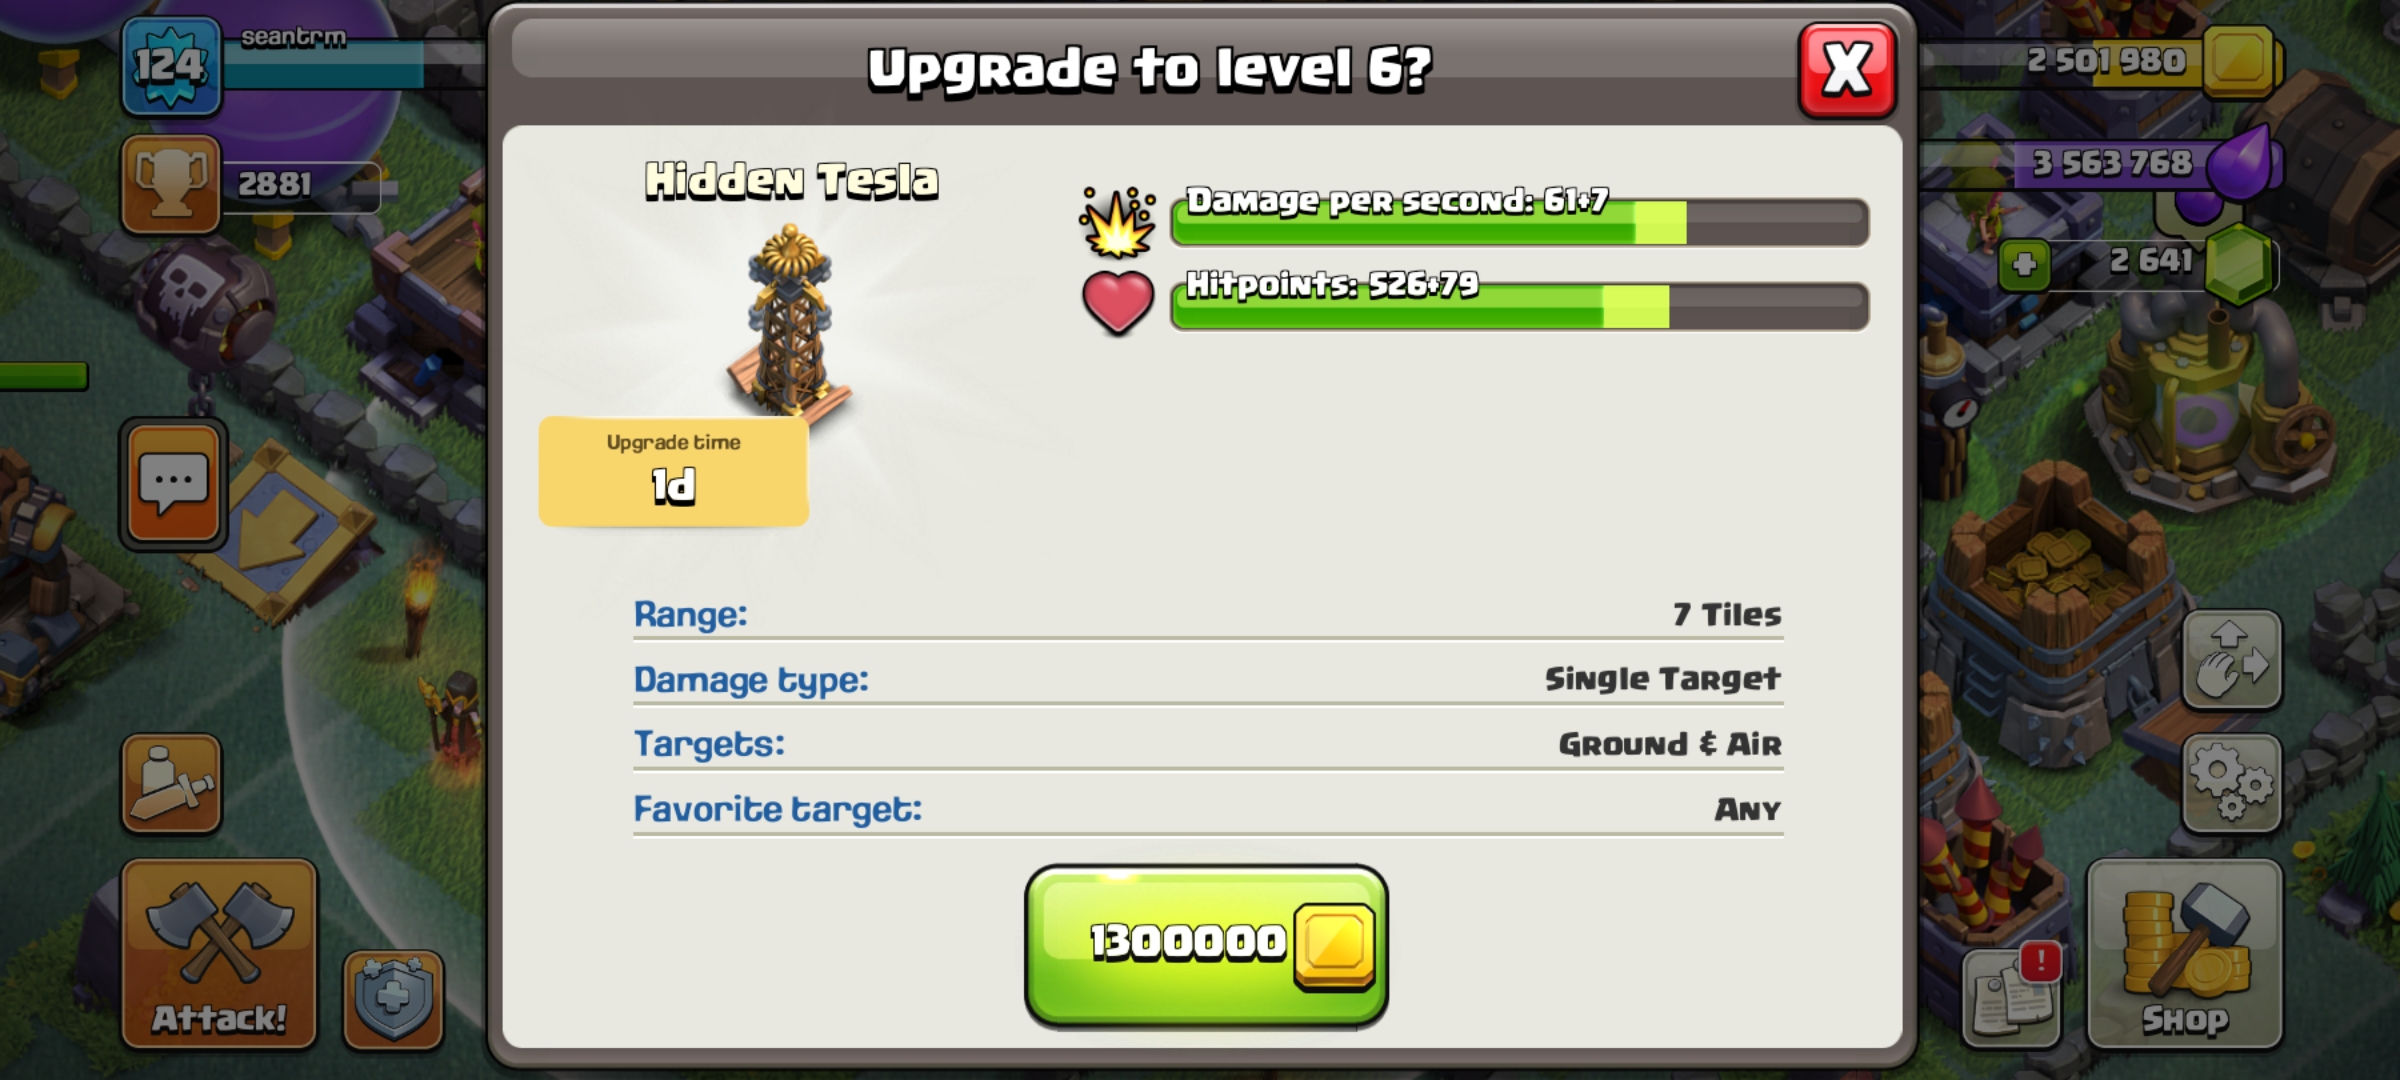 124
seantrm
Upgrade to level 6?
X
2 501 980
2881
Hidden Tesla
Damage per second: 61+7
3 563 768
Hitpoints: 526+79
2 641
Upgrade time
1d
Range: 7 Tiles
Damage type: Single Target
Targets: Ground & Air
Favorite target: Any
1300000
!
Attack!
Shop